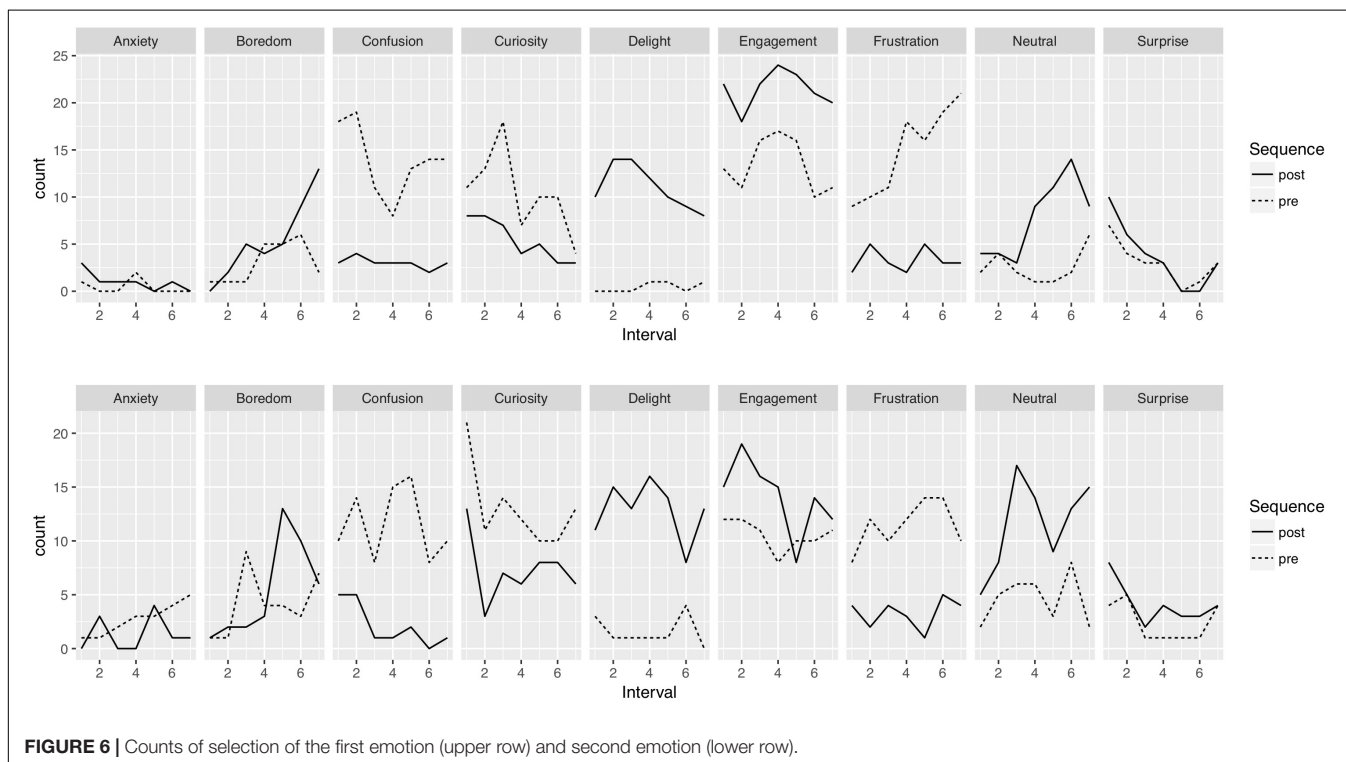 Anxiety Boredom Confusion Curiosity Delight Engagement Frustration Neutral Surprise
25
20
15
10
5
0
count
2 4 6 2 4 6 2 4 6 2 4 6 2 4 6 2 4 6 2 4 6 2 4 6 2 4 6
Interval
Sequence
post
pre
Anxiety Boredom Confusion Curiosity Delight Engagement Frustration Neutral Surprise
20
15
10
5
0
count
2 4 6 2 4 6 2 4 6 2 4 6 2 4 6 2 4 6 2 4 6 2 4 6 2 4 6
Interval
Sequence
post
pre
FIGURE 6 | Counts of selection of the first emotion (upper row) and second emotion (lower row).